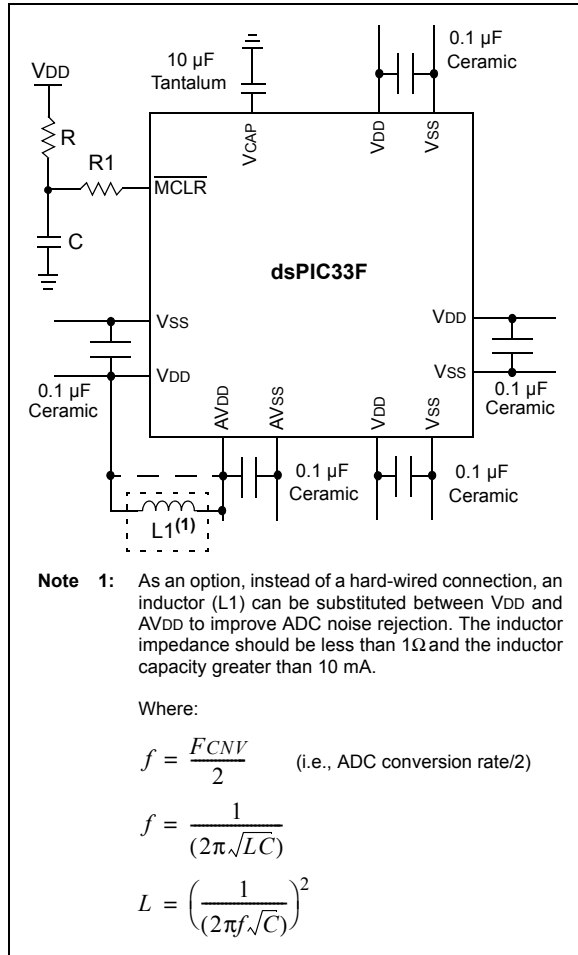 0.1 µF
Ceramic
10 µF
Tantalum
VDD
R
R1
C
VCAP
VDD
VSS
MCLR
dsPIC33F
VSS
VDD
VDD
VSS
0.1 µF
Ceramic
0.1 µF
Ceramic
AVDD
AVSS
VDD
VSS
0.1 µF
Ceramic
0.1 µF
Ceramic
L1(1)
Note 1: As an option, instead of a hard-wired connection, an
inductor (L1) can be substituted between VDD and
AVDD to improve ADC noise rejection. The inductor
impedance should be less than 1Ω and the inductor
capacity greater than 10 mA.
Where:
f = FCNV / 2 (i.e., ADC conversion rate/2)
f = 1 / (2π√LC)
L = (1 / (2πf√C))²